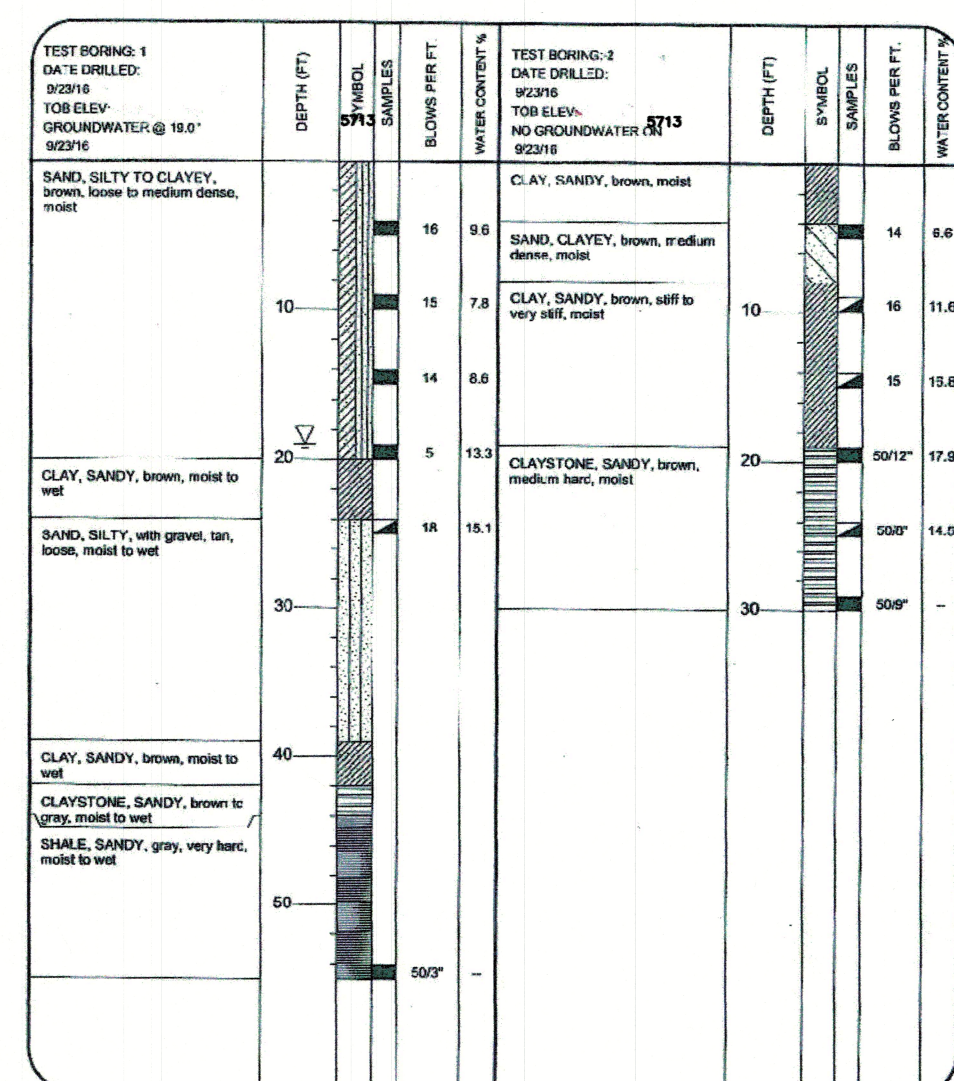 TEST BORING: 1
DATE DRILLED:
9/23/16
TOB ELEV:
5713
GROUNDWATER @ 19.0'
9/23/16
DEPTH (FT)
SYMBOL
SAMPLES
BLOWS PER FT.
WATER CONTENT %
SAND, SILTY TO CLAYEY,
brown, loose to medium dense,
moist
16 9.6
10 15 7.8
14 8.6
20 5 13.3
CLAY, SANDY, brown, moist to
wet
SAND, SILTY, with gravel, tan,
loose, moist to wet
18 15.1
30
CLAY, SANDY, brown, moist to
wet
40
CLAYSTONE, SANDY, brown to
gray, moist to wet
SHALE, SANDY, gray, very hard,
moist to wet
50
50/3" --
TEST BORING: 2
DATE DRILLED:
9/23/16
TOB ELEV:
5713
NO GROUNDWATER ON
9/23/16
DEPTH (FT)
SYMBOL
SAMPLES
BLOWS PER FT.
WATER CONTENT %
CLAY, SANDY, brown, moist
SAND, CLAYEY, brown, medium
dense, moist
14 6.6
CLAY, SANDY, brown, stiff to
very stiff, moist
10 16 11.6
15 15.8
CLAYSTONE, SANDY, brown,
medium hard, moist
20 50/12" 17.9
50/8" 14.5
30 50/9" --